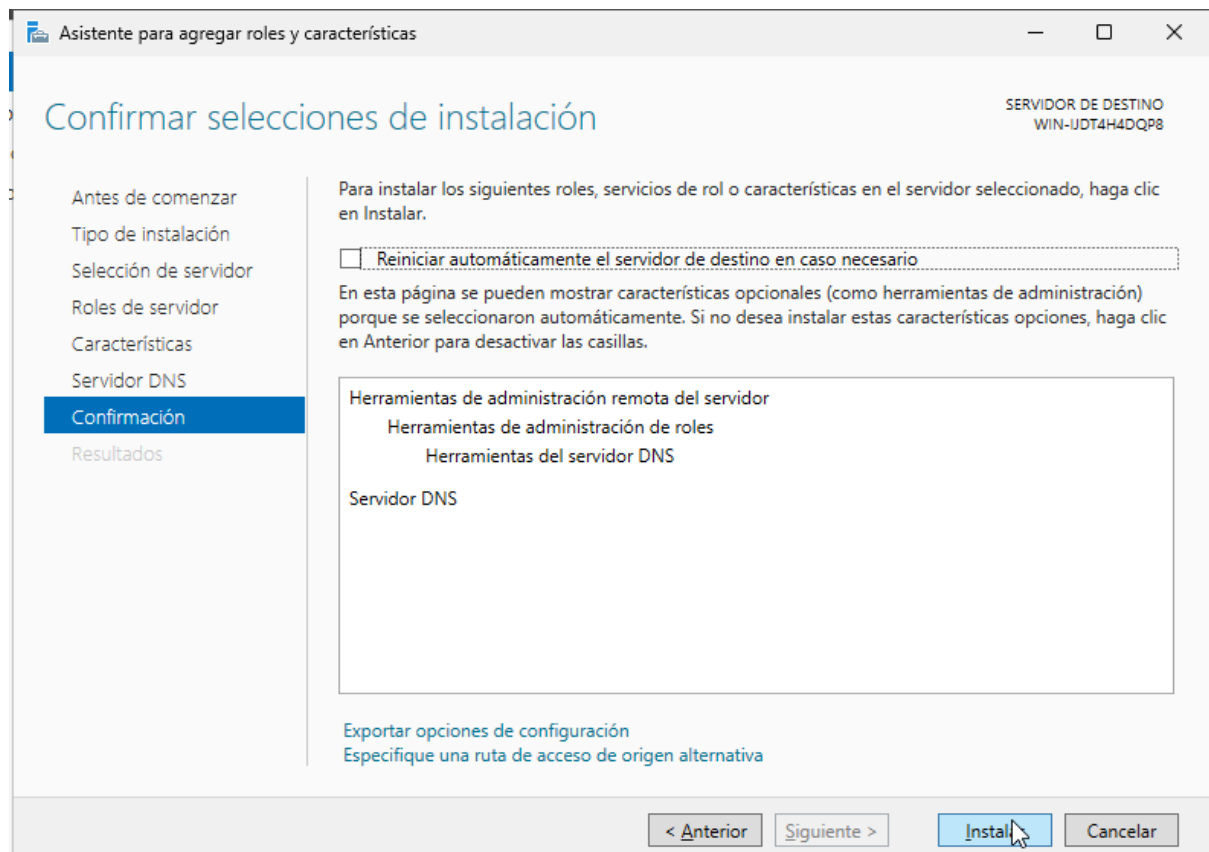 Asistente para agregar roles y características
Confirmar selecciones de instalación
SERVIDOR DE DESTINO
WIN-IJDT4H4DQP8
Antes de comenzar
Tipo de instalación
Selección de servidor
Roles de servidor
Características
Servidor DNS
Confirmación
Resultados
Para instalar los siguientes roles, servicios de rol o características en el servidor seleccionado, haga clic
en Instalar.
Reiniciar automáticamente el servidor de destino en caso necesario
En esta página se pueden mostrar características opcionales (como herramientas de administración)
porque se seleccionaron automáticamente. Si no desea instalar estas características opciones, haga clic
en Anterior para desactivar las casillas.
Herramientas de administración remota del servidor
Herramientas de administración de roles
Herramientas del servidor DNS
Servidor DNS
Exportar opciones de configuración
Especifique una ruta de acceso de origen alternativa
< Anterior
Siguiente >
Instalar
Cancelar